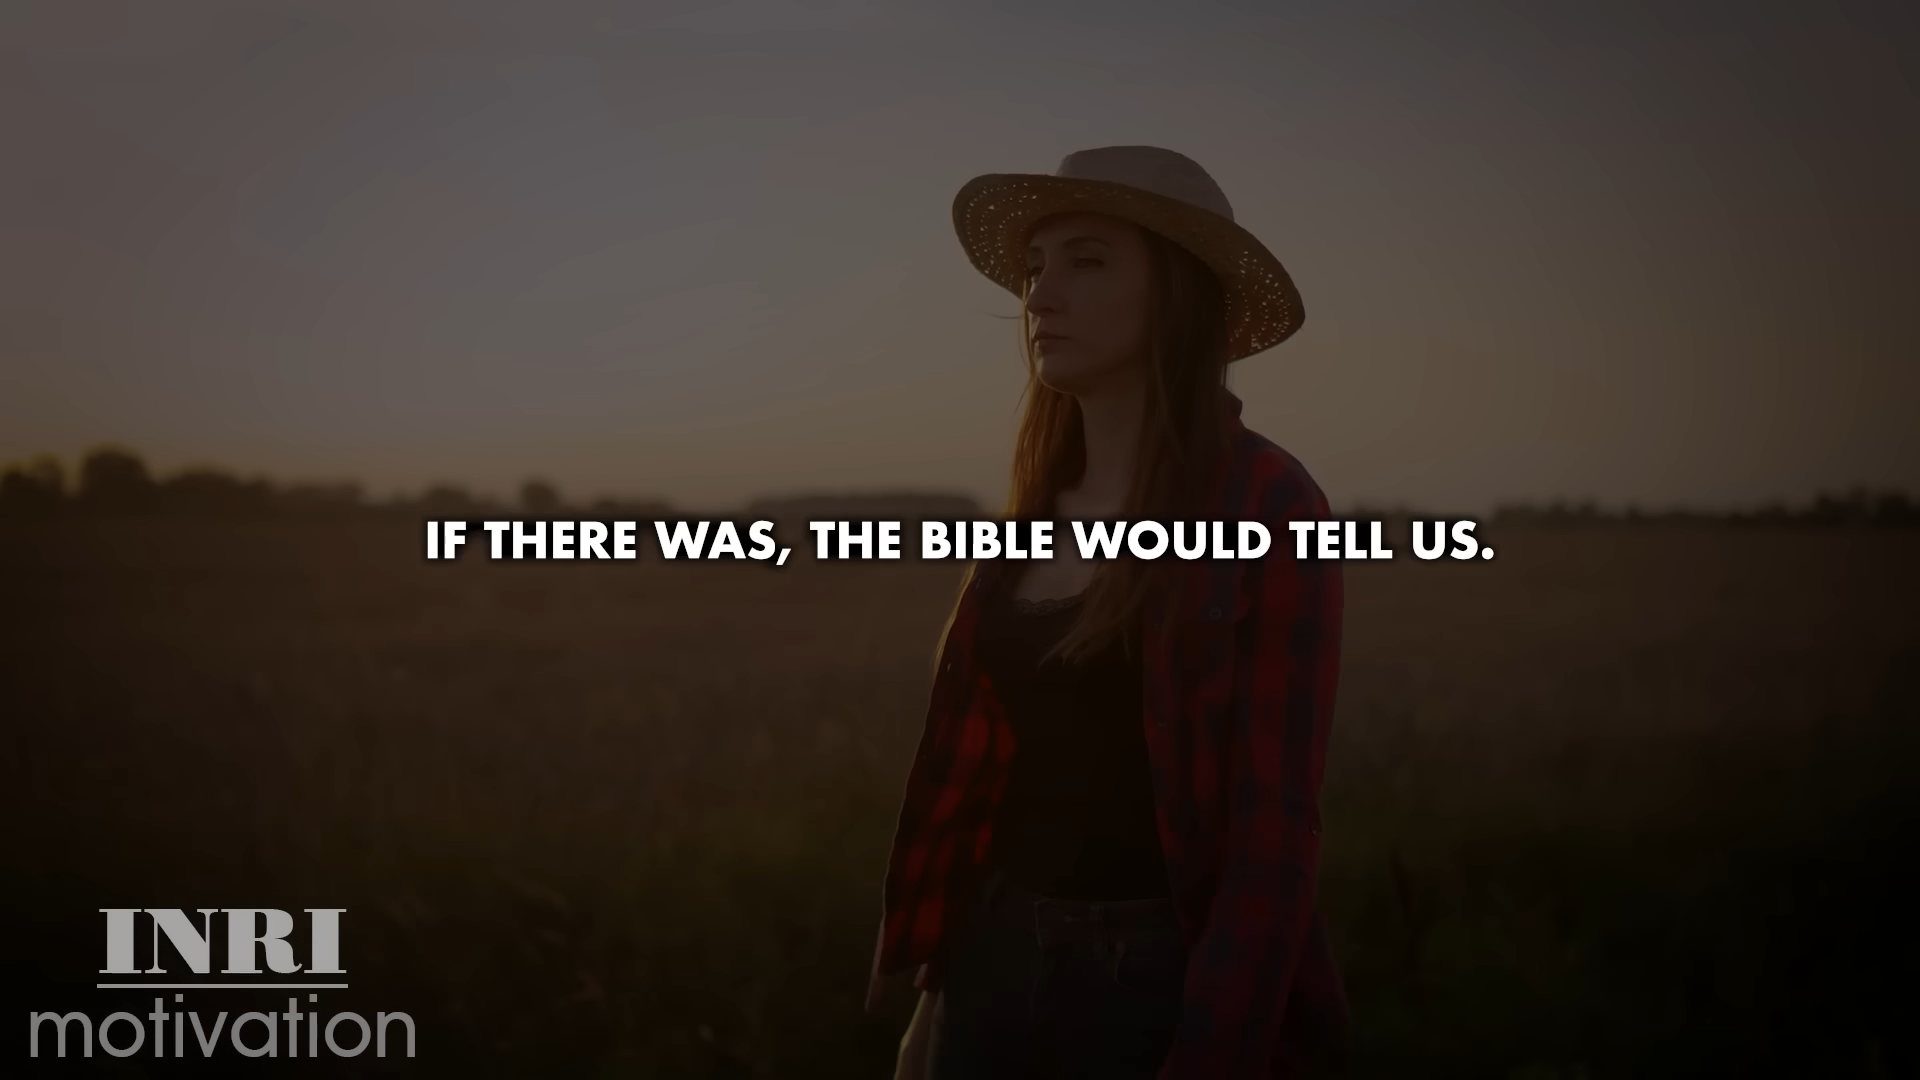 IF THERE WAS, THE BIBLE WOULD TELL US.
INRI
motivation